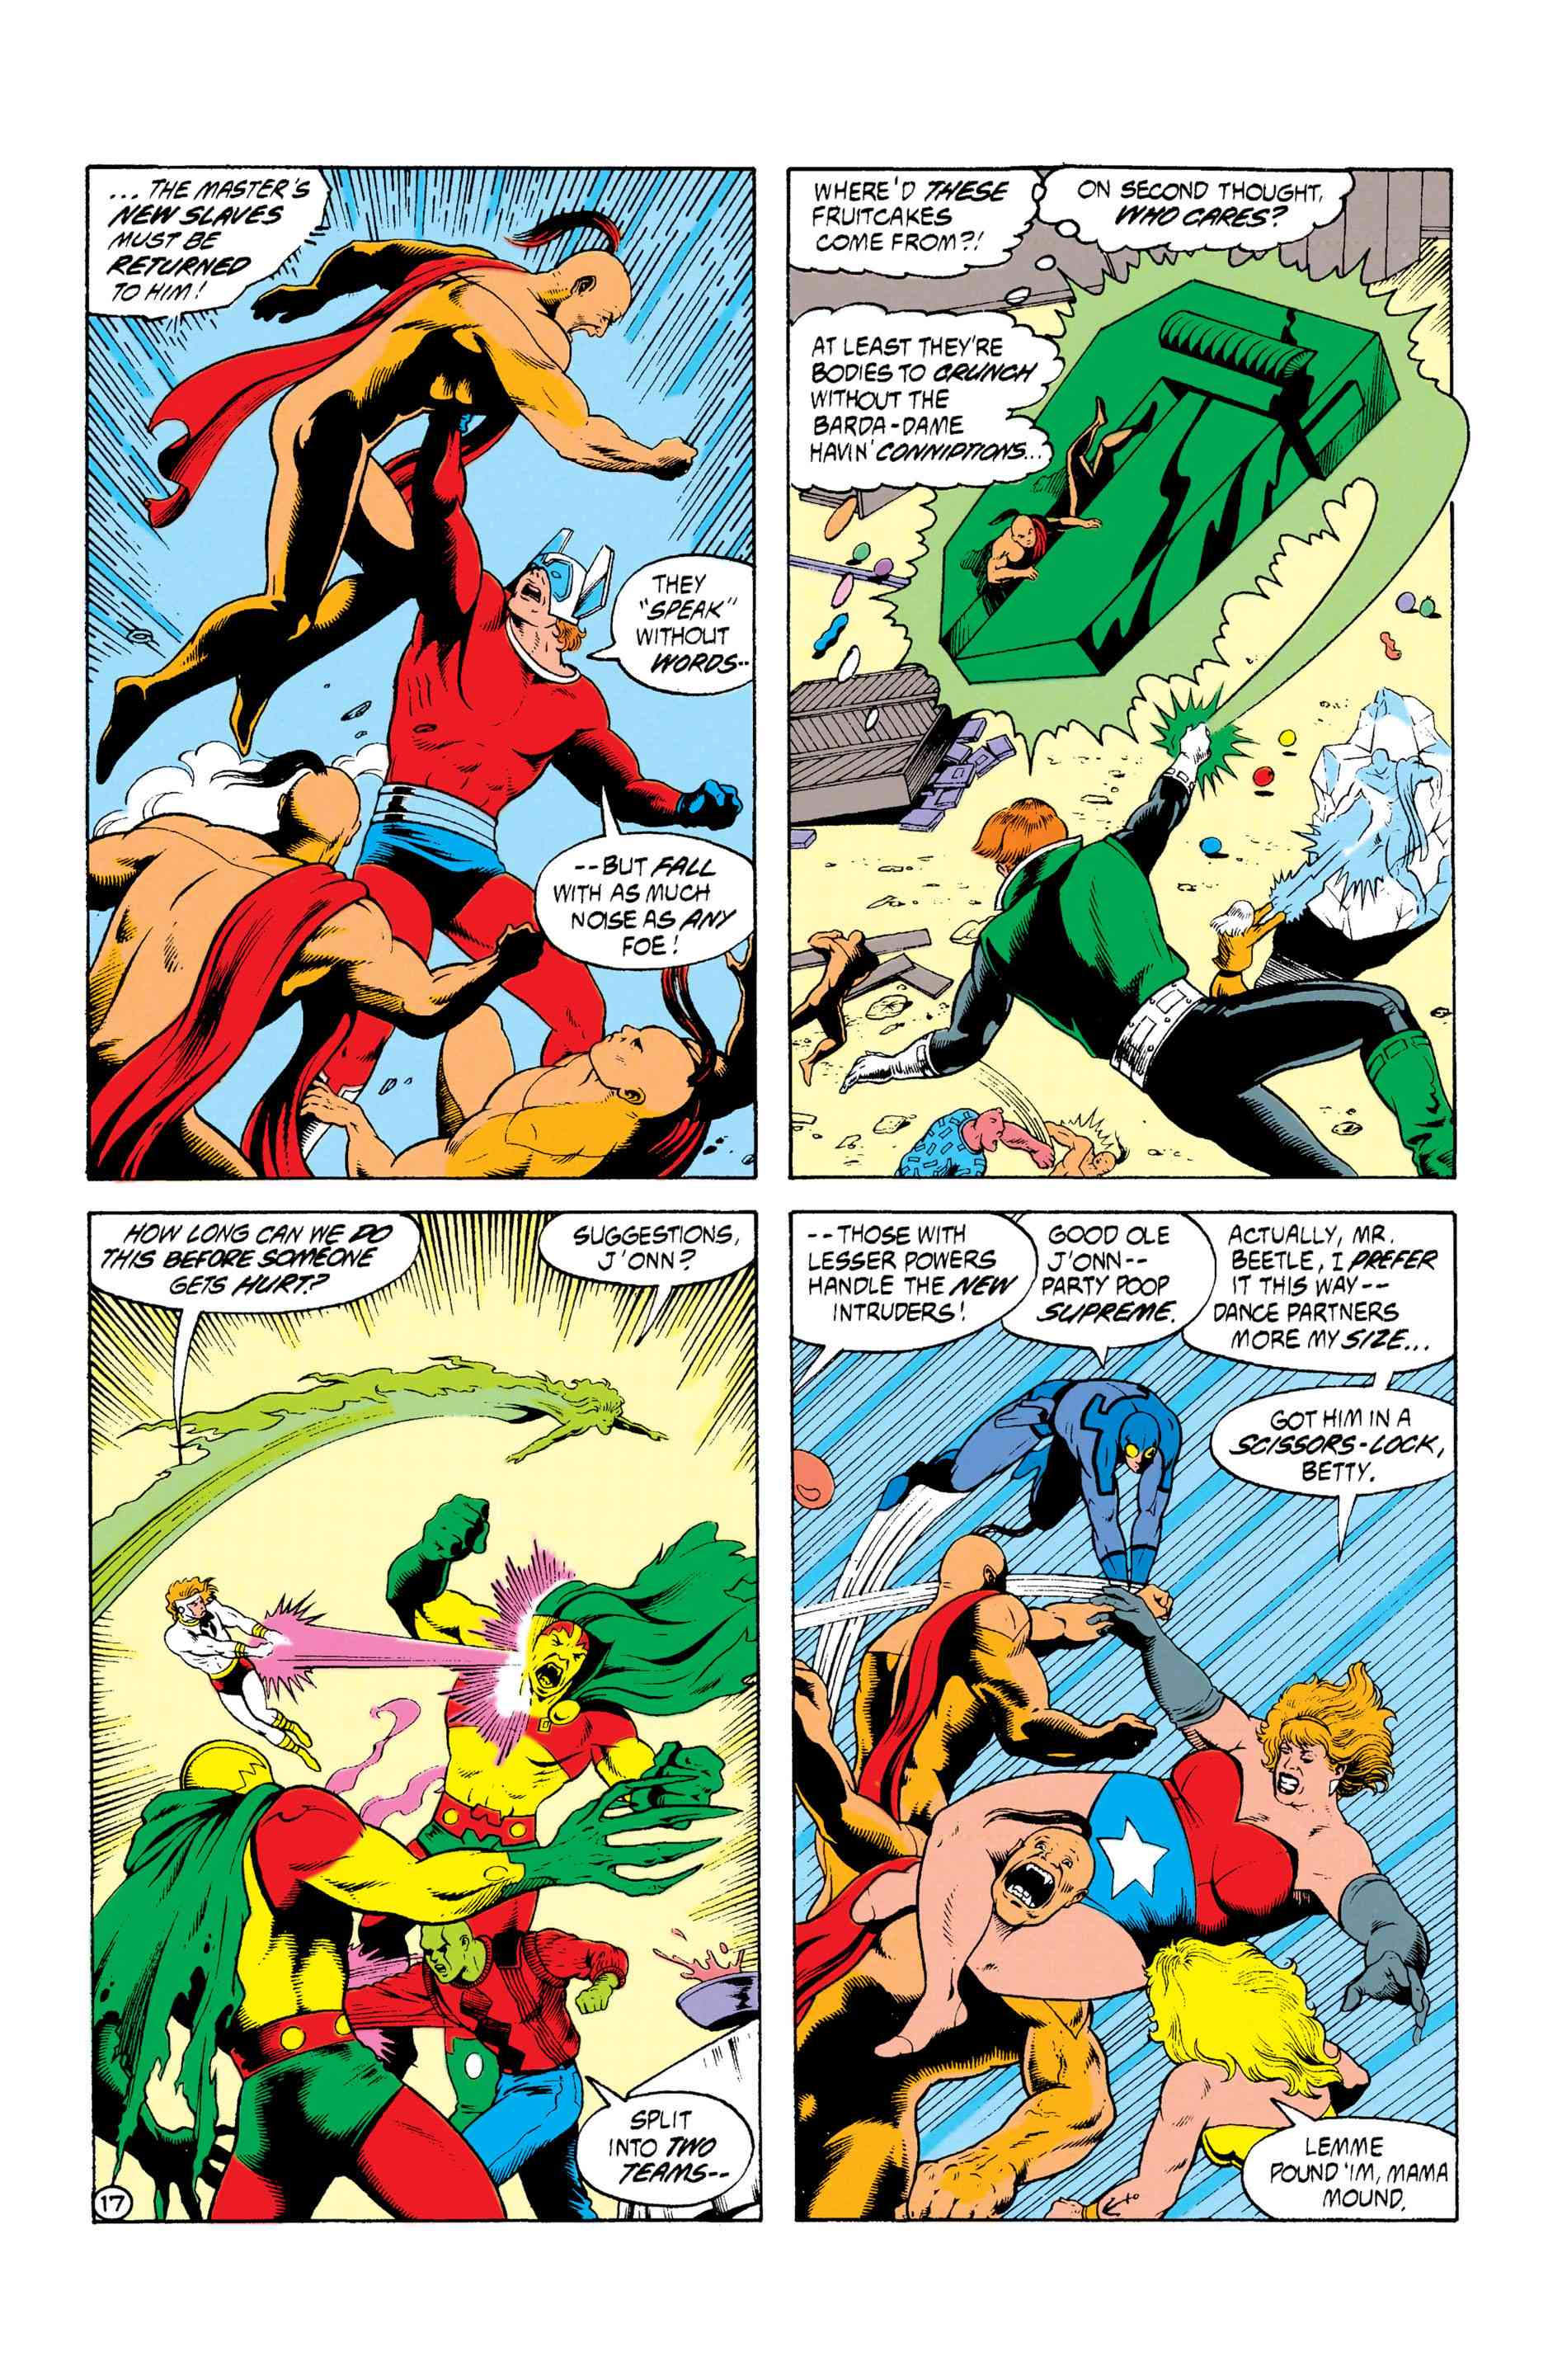 ...THE MASTER'S
NEW SLAVES
MUST BE
RETURNED
TO HIM!
THEY
"SPEAK"
WITHOUT
WORDS--
--BUT FALL
WITH AS MUCH
NOISE AS ANY
FOE!
WHERE'D THESE
FRUITCAKES
COME FROM?!
ON SECOND THOUGHT,
WHO CARES?
AT LEAST THEY'RE
BODIES TO CRUNCH
WITHOUT THE
BARDA-DAME
HAVIN' CONNIPTIONS...
HOW LONG CAN WE DO
THIS BEFORE SOMEONE
GETS HURT?
SUGGESTIONS,
J'ONN?
SPLIT
INTO TWO
TEAMS--
17
--THOSE WITH
LESSER POWERS
HANDLE THE NEW
INTRUDERS!
GOOD OLE
J'ONN--
PARTY POOP
SUPREME.
ACTUALLY, MR.
BEETLE, I PREFER
IT THIS WAY--
DANCE PARTNERS
MORE MY SIZE...
GOT HIM IN A
SCISSORS-LOCK,
BETTY.
LEMME
POUND 'IM, MAMA
MOUND.